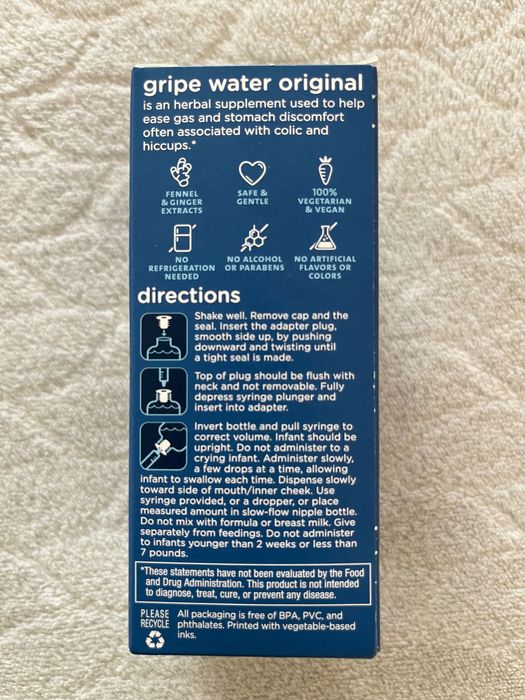 gripe water original
is an herbal supplement used to help
ease gas and stomach discomfort
often associated with colic and
hiccups.*
FENNEL
& GINGER
EXTRACTS
SAFE &
GENTLE
100%
VEGETARIAN
& VEGAN
NO
REFRIGERATION
NEEDED
NO ALCOHOL
OR PARABENS
NO ARTIFICIAL
FLAVORS OR
COLORS
directions
Shake well. Remove cap and the
seal. Insert the adapter plug,
smooth side up, by pushing
downward and twisting until
a tight seal is made.
Top of plug should be flush with
neck and not removable. Fully
depress syringe plunger and
insert into adapter.
Invert bottle and pull syringe to
correct volume. Infant should be
upright. Do not administer to a
crying infant. Administer slowly,
a few drops at a time, allowing
infant to swallow each time. Dispense slowly
toward side of mouth/inner cheek. Use
syringe provided, or a dropper, or place
measured amount in slow-flow nipple bottle.
Do not mix with formula or breast milk. Give
separately from feedings. Do not administer
to infants younger than 2 weeks or less than
7 pounds.
*These statements have not been evaluated by the Food
and Drug Administration. This product is not intended
to diagnose, treat, cure, or prevent any disease.
PLEASE
RECYCLE
All packaging is free of BPA, PVC, and
phthalates. Printed with vegetable-based
inks.